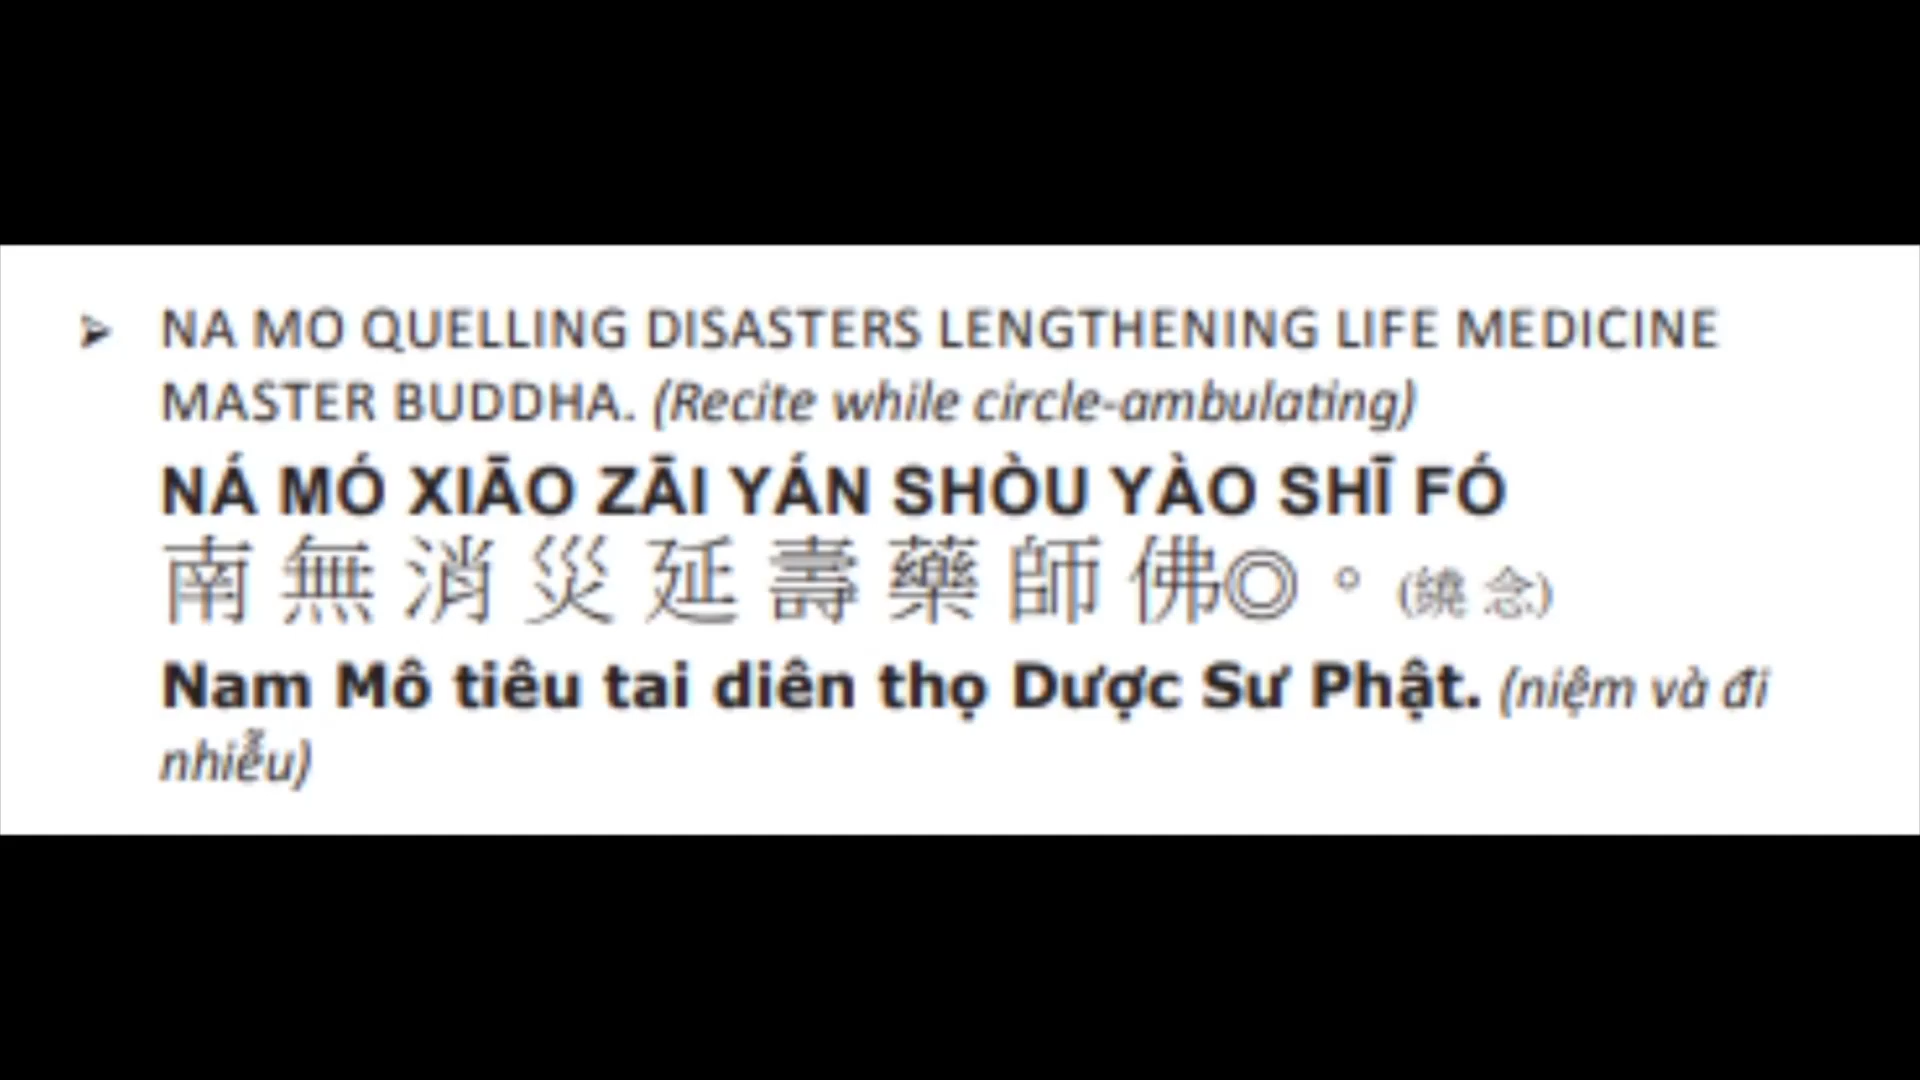 ➢ NA MO QUELLING DISASTERS LENGTHENING LIFE MEDICINE
MASTER BUDDHA. (Recite while circle-ambulating)
NÁ MÓ XIĀO ZĀI YÁN SHÒU YÀO SHĪ FÓ
南 無 消 災 延 壽 藥 師 佛◎。(繞 念)
Nam Mô tiêu tai diên thọ Dược Sư Phật. (niệm và đi
nhiễu)